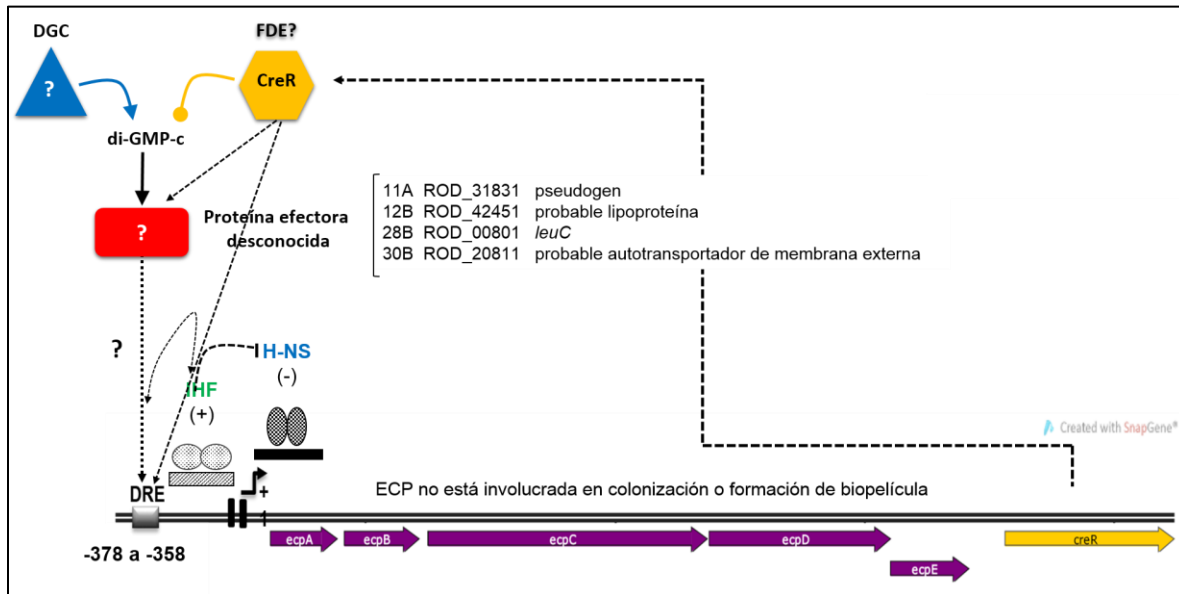 DGC
FDE?
?
CreR
di-GMP-c
?
Proteína efectora
desconocida
11A ROD_31831 pseudogen
12B ROD_42451 probable lipoproteína
28B ROD_00801 leuC
30B ROD_20811 probable autotransportador de membrana externa
?
H-NS
(-)
IHF
(+)
Created with SnapGene®
DRE
+1
ECP no está involucrada en colonización o formación de biopelícula
-378 a -358
ecpA
ecpB
ecpC
ecpD
creR
ecpE